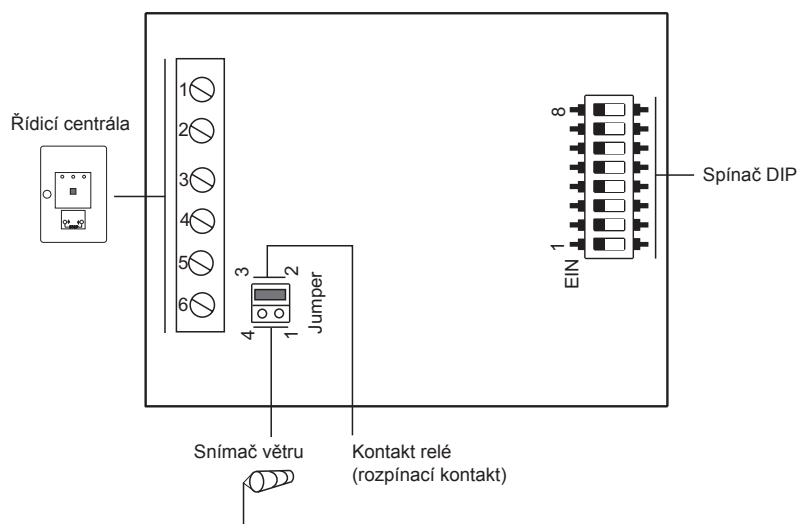 Řídicí centrála
1
2
3
4
5
6
3
2
4
1
Jumper
8
1
EIN
Spínač DIP
Snímač větru
Kontakt relé
(rozpínací kontakt)